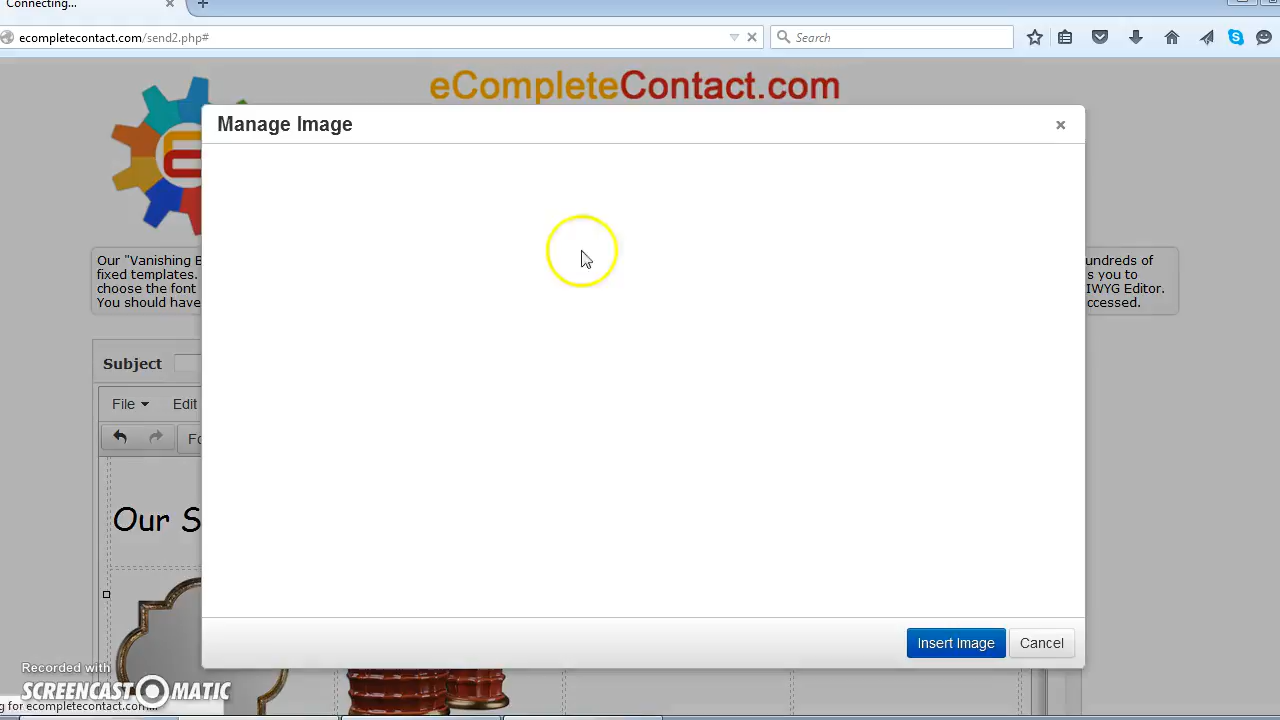 Connecting...
ecompletecontact.com/send2.php#
Search
eCompleteContact.com
Manage Image
Our "Vanishing B
fixed templates.
choose the font
You should have
undreds of
s you to
IWYG Editor.
ccessed.
Subject
File
Edit
Fo
Our S
Insert Image
Cancel
Recorded with
SCREENCAST-O-MATIC
g for ecompletecontact.com...